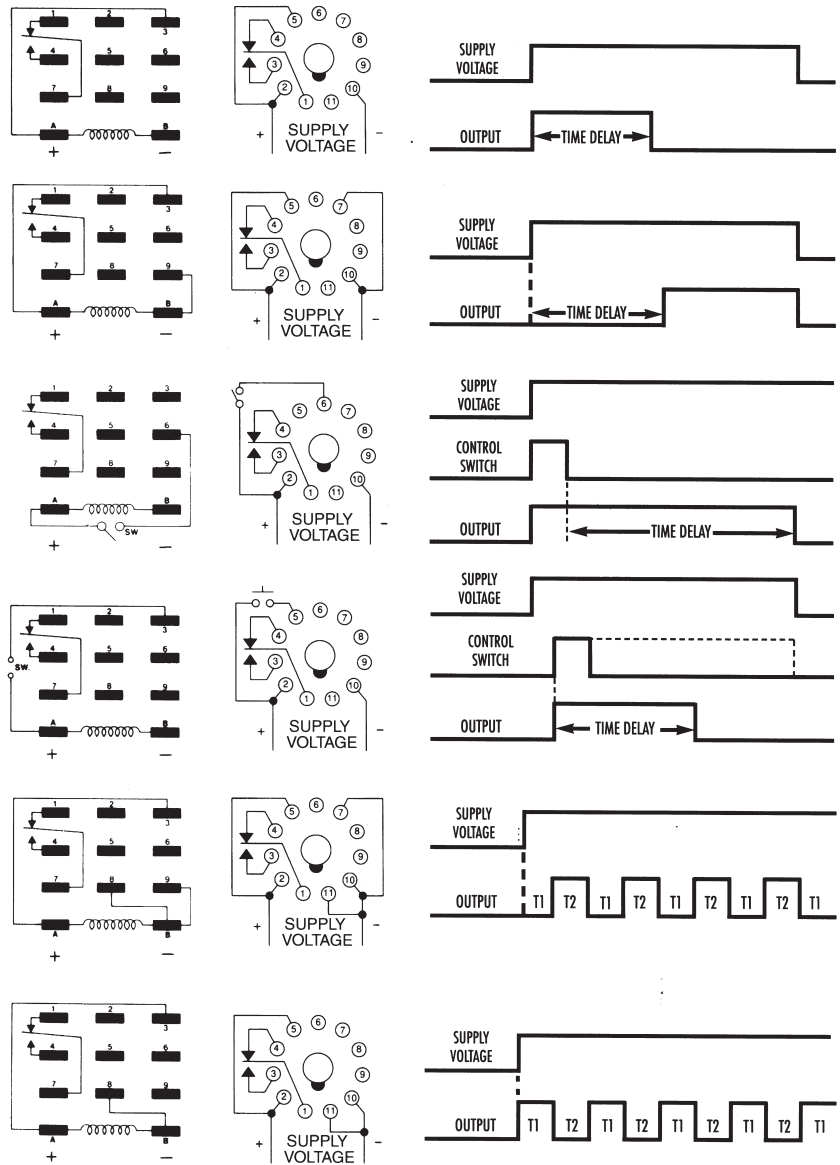 1 2 3
4 5 6
7 8 9
A B
+ −
5 6 7
4 8
3 9
2 10
1 11
+ SUPPLY −
VOLTAGE
SUPPLY
VOLTAGE
OUTPUT TIME DELAY
1 2 3
4 5 6
7 8 9
A B
+ −
5 6 7
4 8
3 9
2 10
1 11
+ SUPPLY −
VOLTAGE
SUPPLY
VOLTAGE
OUTPUT TIME DELAY
1 2 3
4 5 6
7 8 9
A B
SW
+ −
5 6 7
4 8
3 9
2 10
1 11
+ SUPPLY −
VOLTAGE
SUPPLY
VOLTAGE
CONTROL
SWITCH
OUTPUT TIME DELAY
1 2 3
4 5 6
SW.
7 8 9
A B
+ −
5 6 7
4 8
3 9
2 10
1 11
+ SUPPLY −
VOLTAGE
SUPPLY
VOLTAGE
CONTROL
SWITCH
OUTPUT TIME DELAY
1 2 3
4 5 6
7 8 9
A B
+ −
5 6 7
4 8
3 9
2 10
1 11
+ SUPPLY −
VOLTAGE
SUPPLY
VOLTAGE
OUTPUT T1 T2 T1 T2 T1 T2 T1 T2 T1
1 2 3
4 5 6
7 8 9
A B
+ −
5 6 7
4 8
3 9
2 10
1 11
+ SUPPLY −
VOLTAGE
SUPPLY
VOLTAGE
OUTPUT T1 T2 T1 T2 T1 T2 T1 T2 T1